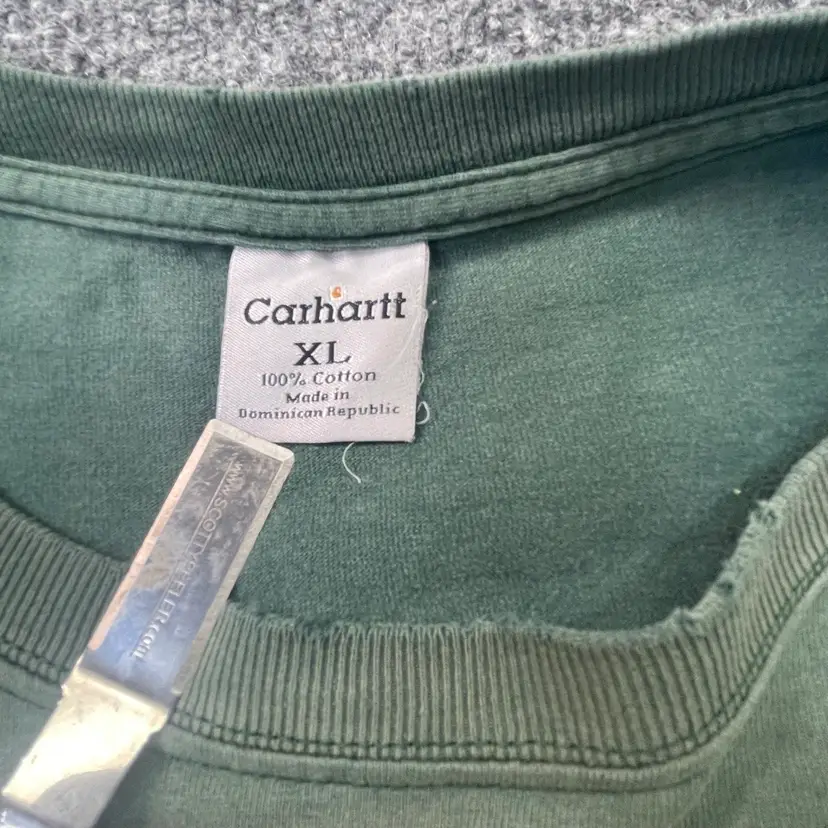 Carhartt
XL
100% Cotton
Made in
Dominican Republic